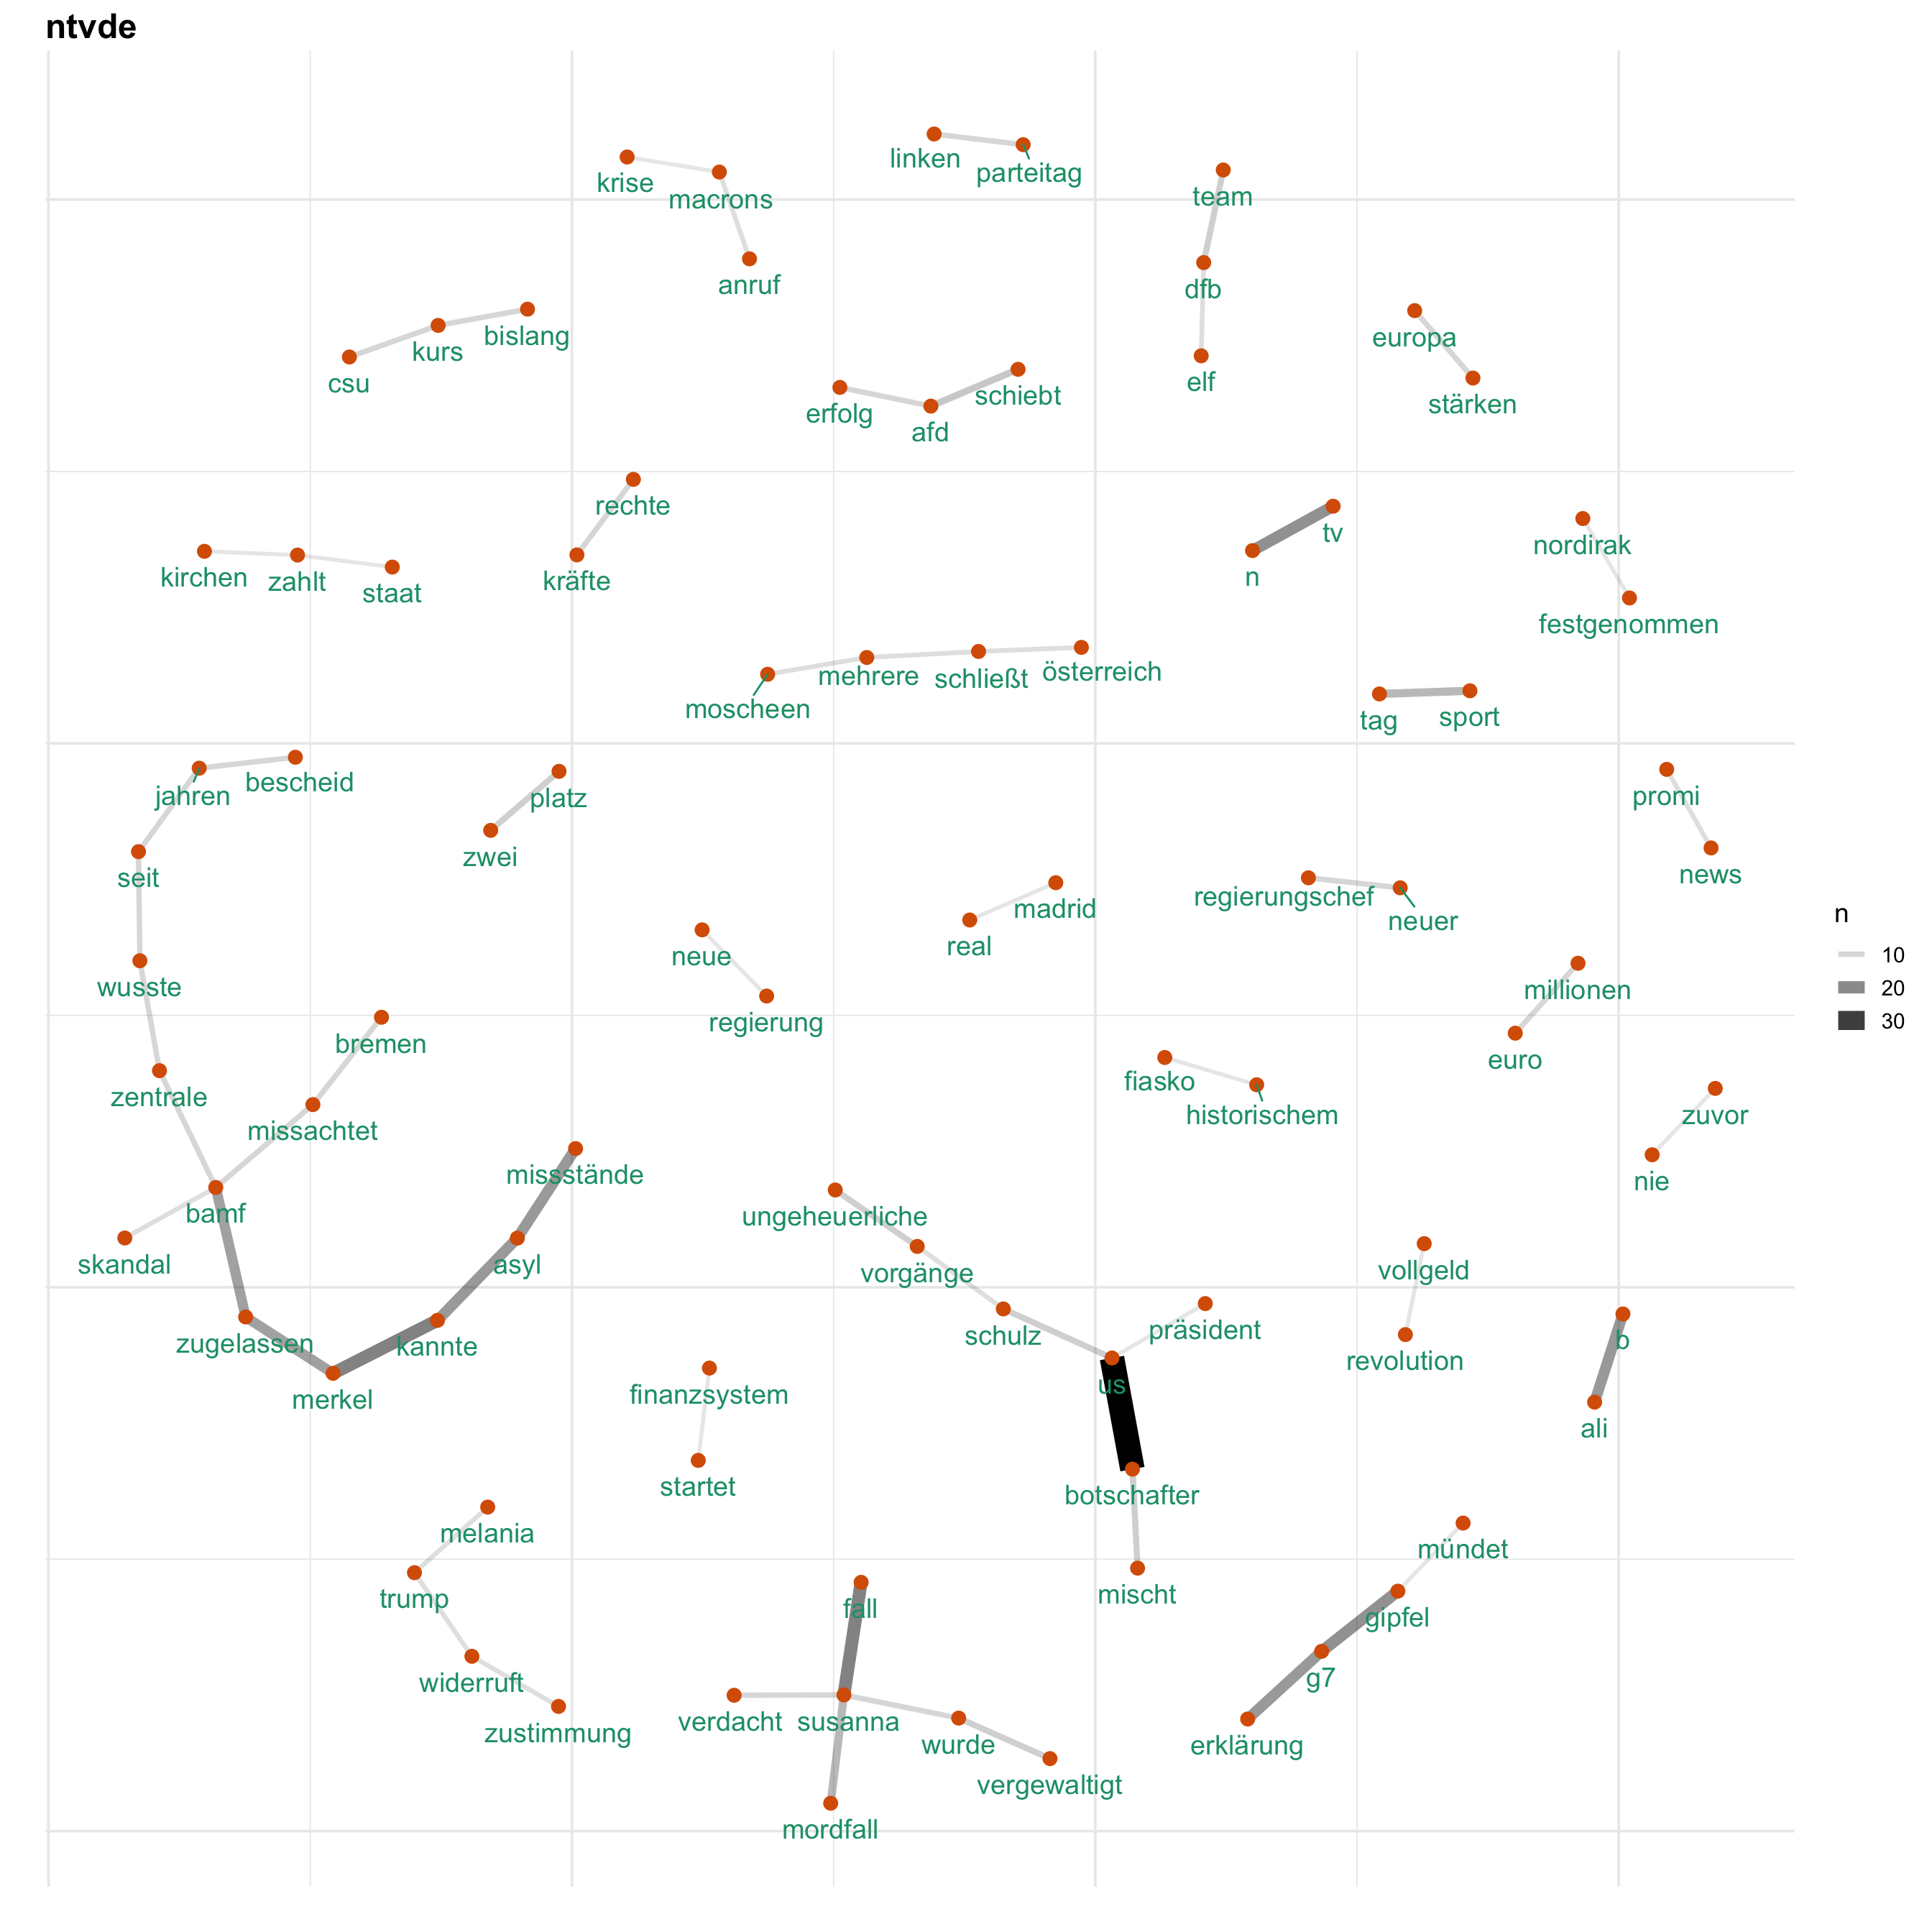 ntvde
linken
parteitag
krise
macrons
team
anruf
dfb
bislang
europa
kurs
csu
elf
schiebt
stärken
erfolg
afd
rechte
tv
nordirak
kirchen
zahlt
staat
kräfte
n
festgenommen
mehrere
schließt
österreich
moscheen
tag
sport
jahren
bescheid
platz
promi
zwei
seit
news
regierungschef
madrid
neuer
n
real
neue
10
wusste
millionen
20
regierung
30
bremen
euro
zentrale
fiasko
historischem
zuvor
missachtet
missstände
nie
bamf
ungeheuerliche
skandal
asyl
vorgänge
vollgeld
zugelassen
kannte
schulz
präsident
b
revolution
us
merkel
finanzsystem
ali
startet
botschafter
melania
mündet
trump
mischt
fall
gipfel
widerruft
g7
zustimmung
verdacht
susanna
wurde
erklärung
vergewaltigt
mordfall